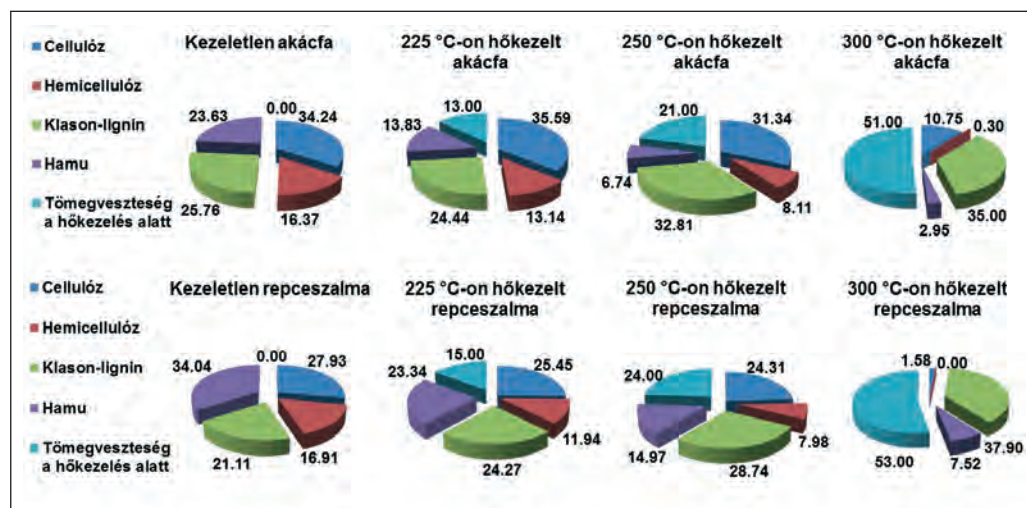 Cellulóz
Hemicellulóz
Klason-lignin
Hamu
Tömegveszteség
a hőkezelés alatt
Kezeletlen akácfa
23.63
0.00
34.24
25.76
16.37
225 °C-on hőkezelt
akácfa
13.00
13.83
35.59
24.44
13.14
250 °C-on hőkezelt
akácfa
21.00
31.34
6.74
8.11
32.81
300 °C-on hőkezelt
akácfa
51.00
10.75
0.30
2.95
35.00
Cellulóz
Hemicellulóz
Klason-lignin
Hamu
Tömegveszteség
a hőkezelés alatt
Kezeletlen repceszalma
34.04
0.00
27.93
21.11
16.91
225 °C-on hőkezelt
repceszalma
15.00
23.34
25.45
11.94
24.27
250 °C-on hőkezelt
repceszalma
24.00
24.31
14.97
7.98
28.74
300 °C-on hőkezelt
repceszalma
1.58
0.00
53.00
7.52
37.90